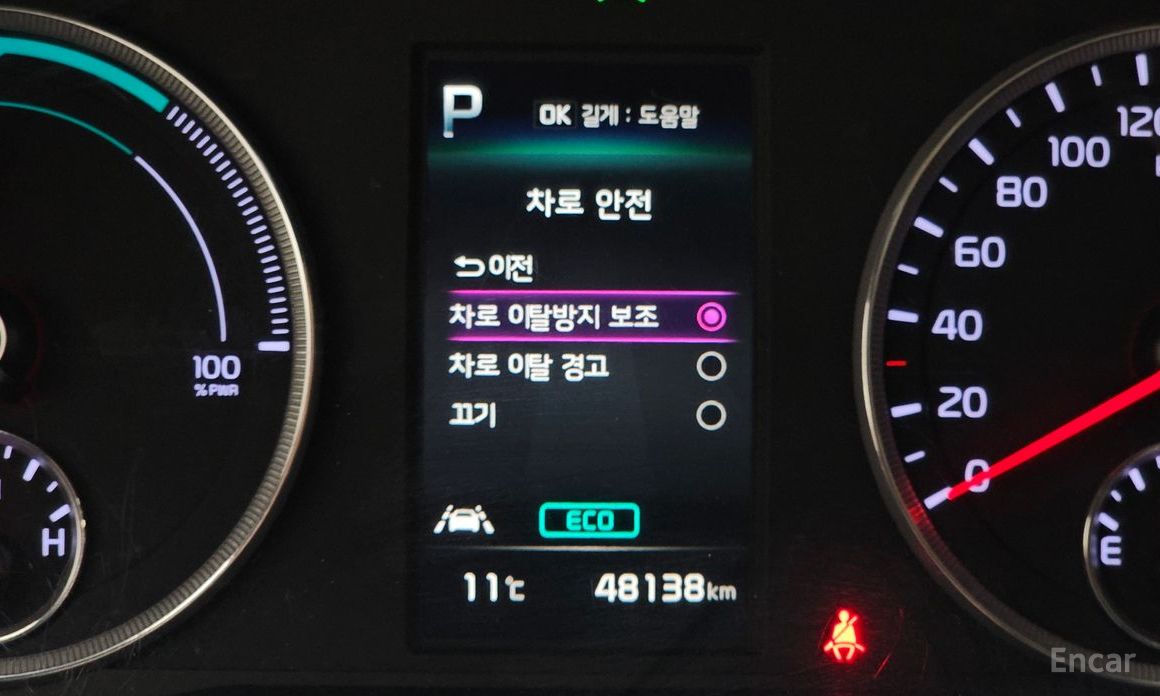 P
OK 길게 : 도움말
차로 안전
이전
차로 이탈방지 보조
차로 이탈 경고
끄기
ECO
11℃ 48138km
100
% PWR
H
120
100
80
60
40
20
0
E
Encar